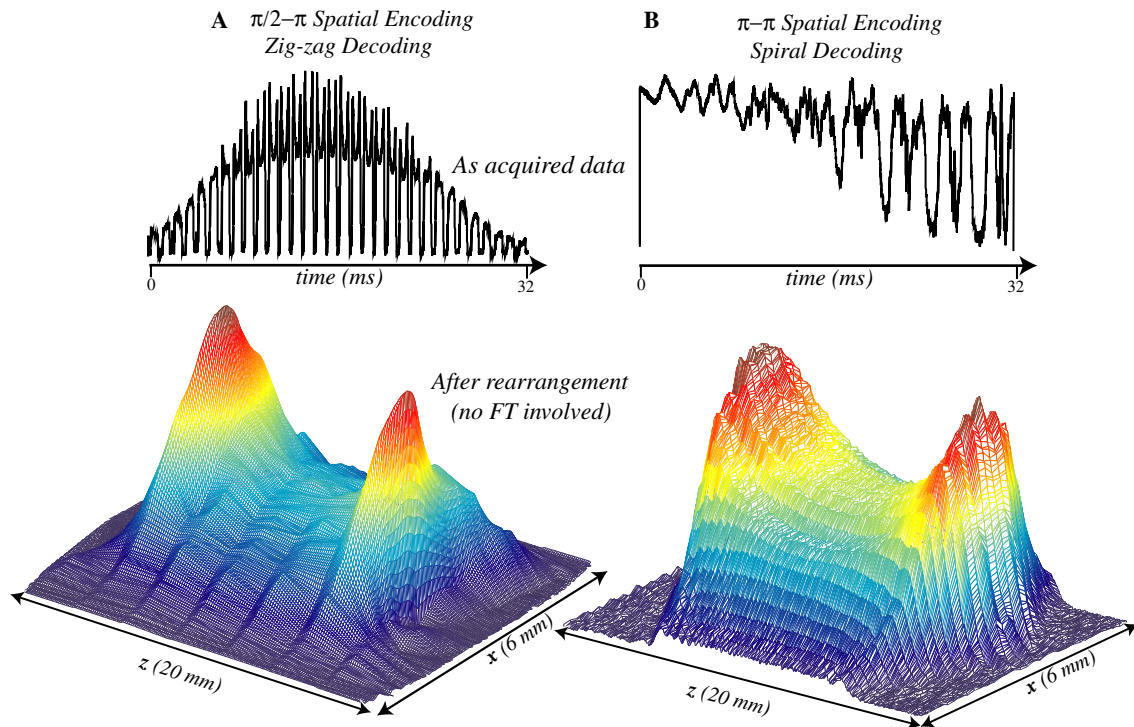 A π/2–π Spatial Encoding
Zig-zag Decoding
B π–π Spatial Encoding
Spiral Decoding
As acquired data
0 time (ms) 32
0 time (ms) 32
After rearrangement
(no FT involved)
z (20 mm)
x (6 mm)
z (20 mm)
x (6 mm)